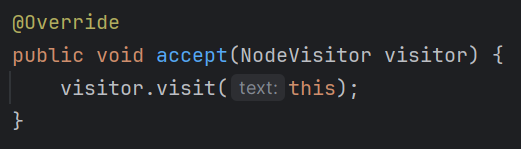 @Override
public void accept(NodeVisitor visitor) {
    visitor.visit( text: this);
}